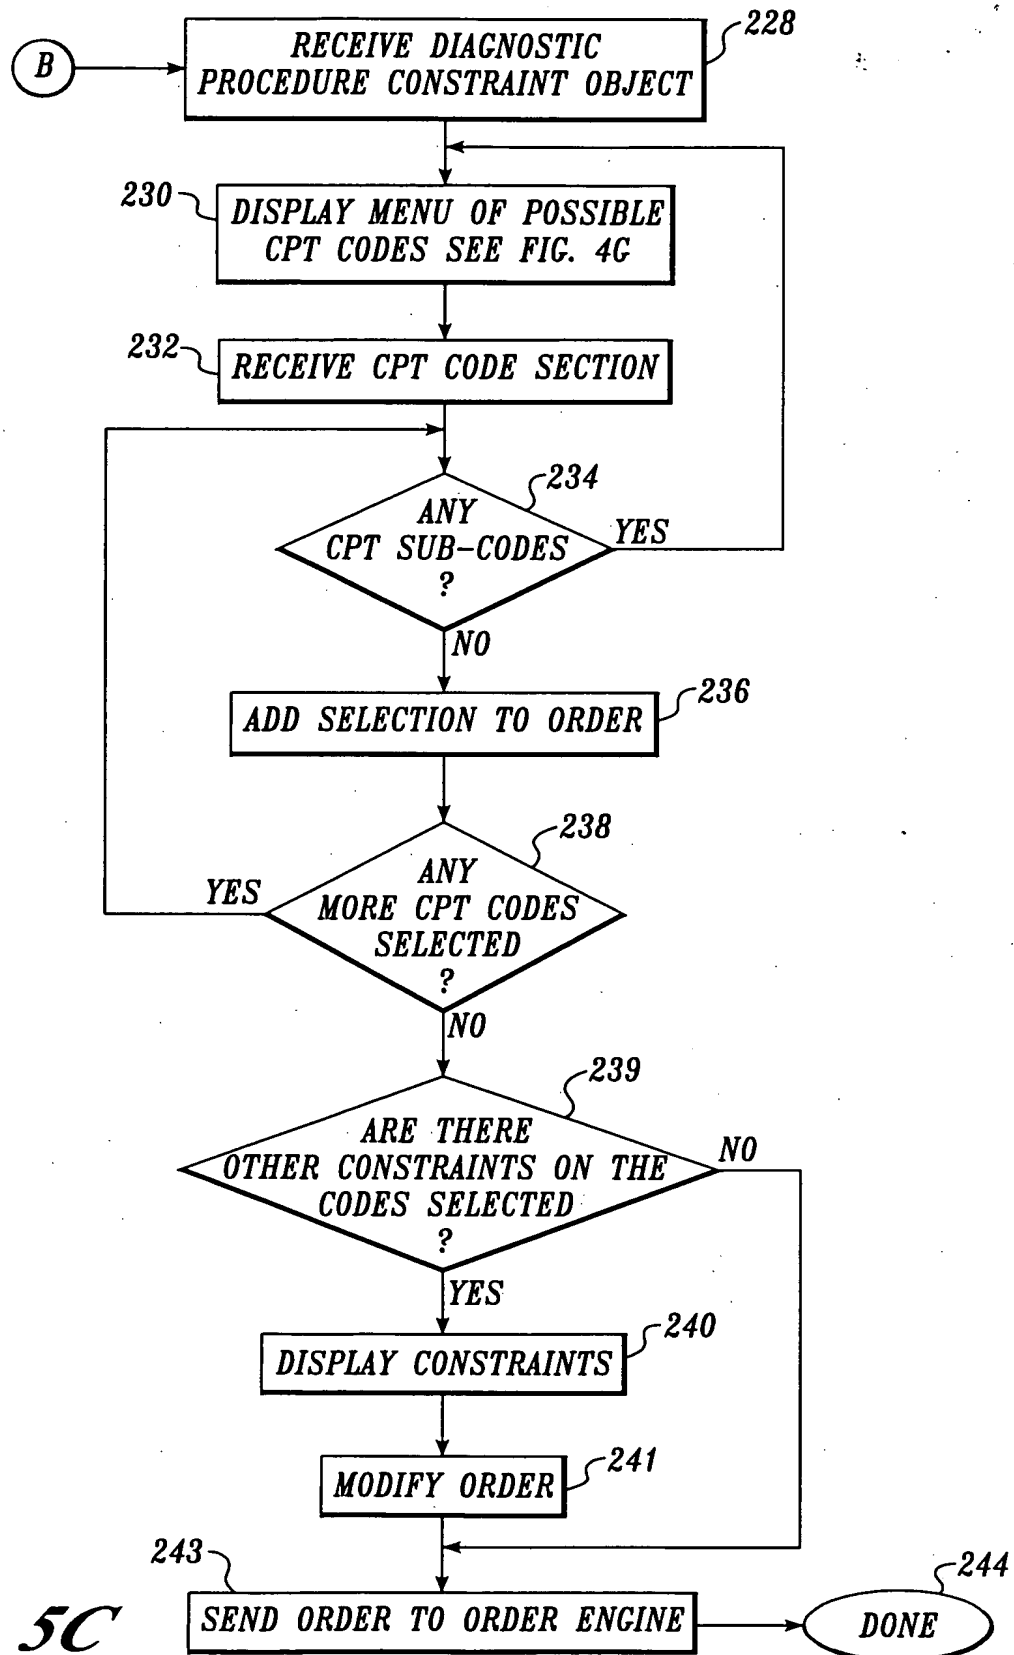 B
RECEIVE DIAGNOSTIC
PROCEDURE CONSTRAINT OBJECT
228
230
DISPLAY MENU OF POSSIBLE
CPT CODES SEE FIG. 4G
232
RECEIVE CPT CODE SECTION
234
ANY
CPT SUB-CODES
?
YES
NO
236
ADD SELECTION TO ORDER
238
ANY
MORE CPT CODES
SELECTED
?
YES
NO
239
ARE THERE
OTHER CONSTRAINTS ON THE
CODES SELECTED
?
NO
YES
240
DISPLAY CONSTRAINTS
241
MODIFY ORDER
243
SEND ORDER TO ORDER ENGINE
244
DONE
5C